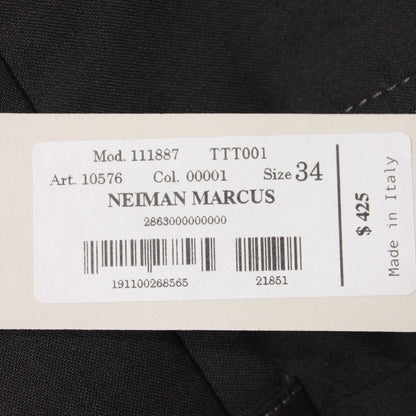 Mod. 111887 TTT001
Art. 10576 Col. 00001 Size 34
NEIMAN MARCUS
2863000000000
191100268565 21851
$ 425
Made in Italy